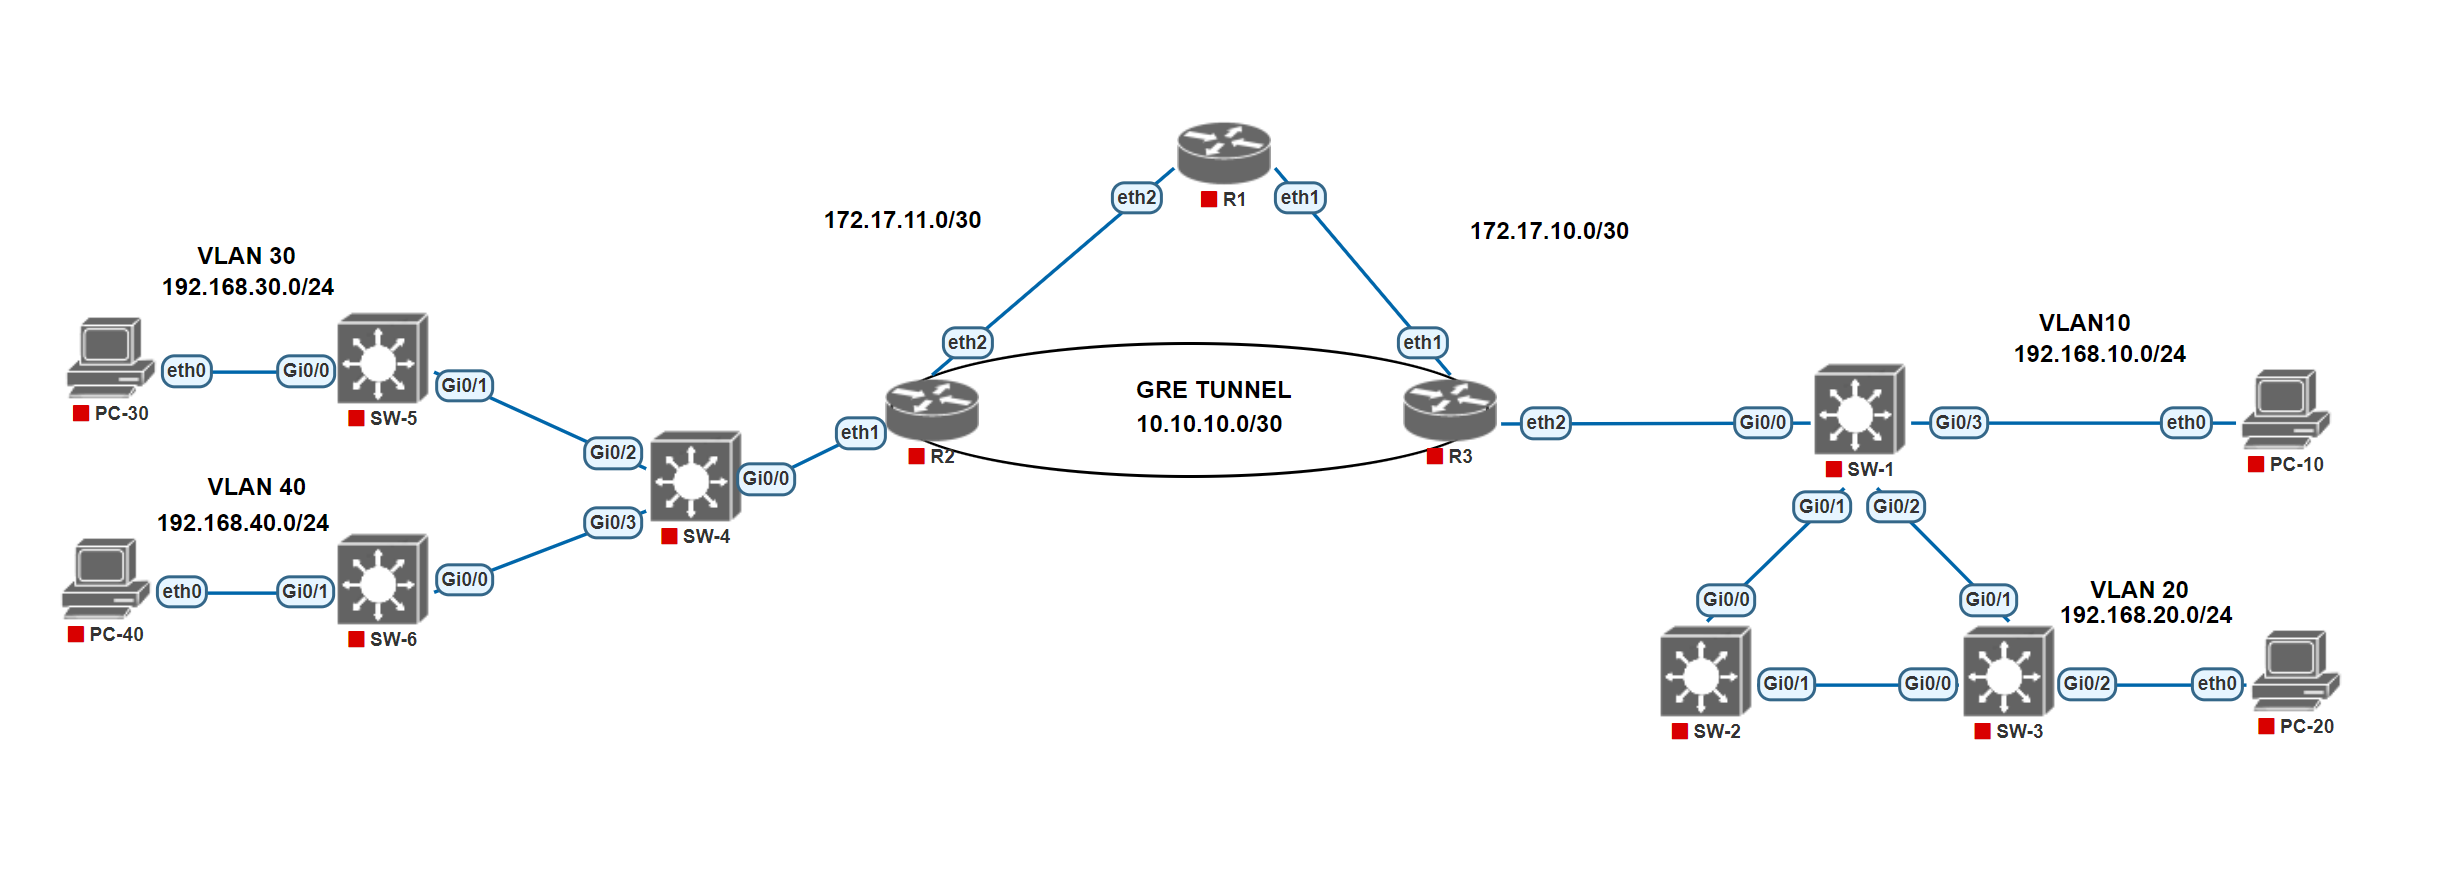 R1
eth2
eth1
172.17.11.0/30
172.17.10.0/30
VLAN 30
192.168.30.0/24
PC-30
eth0
Gi0/0
SW-5
Gi0/1
VLAN 40
192.168.40.0/24
PC-40
eth0
Gi0/1
SW-6
Gi0/0
Gi0/2
Gi0/3
SW-4
Gi0/0
eth1
eth2
R2
GRE TUNNEL
10.10.10.0/30
eth1
R3
eth2
Gi0/0
SW-1
Gi0/3
VLAN10
192.168.10.0/24
eth0
PC-10
Gi0/1
Gi0/2
Gi0/0
Gi0/1
SW-2
Gi0/1
Gi0/0
SW-3
VLAN 20
192.168.20.0/24
Gi0/2
eth0
PC-20